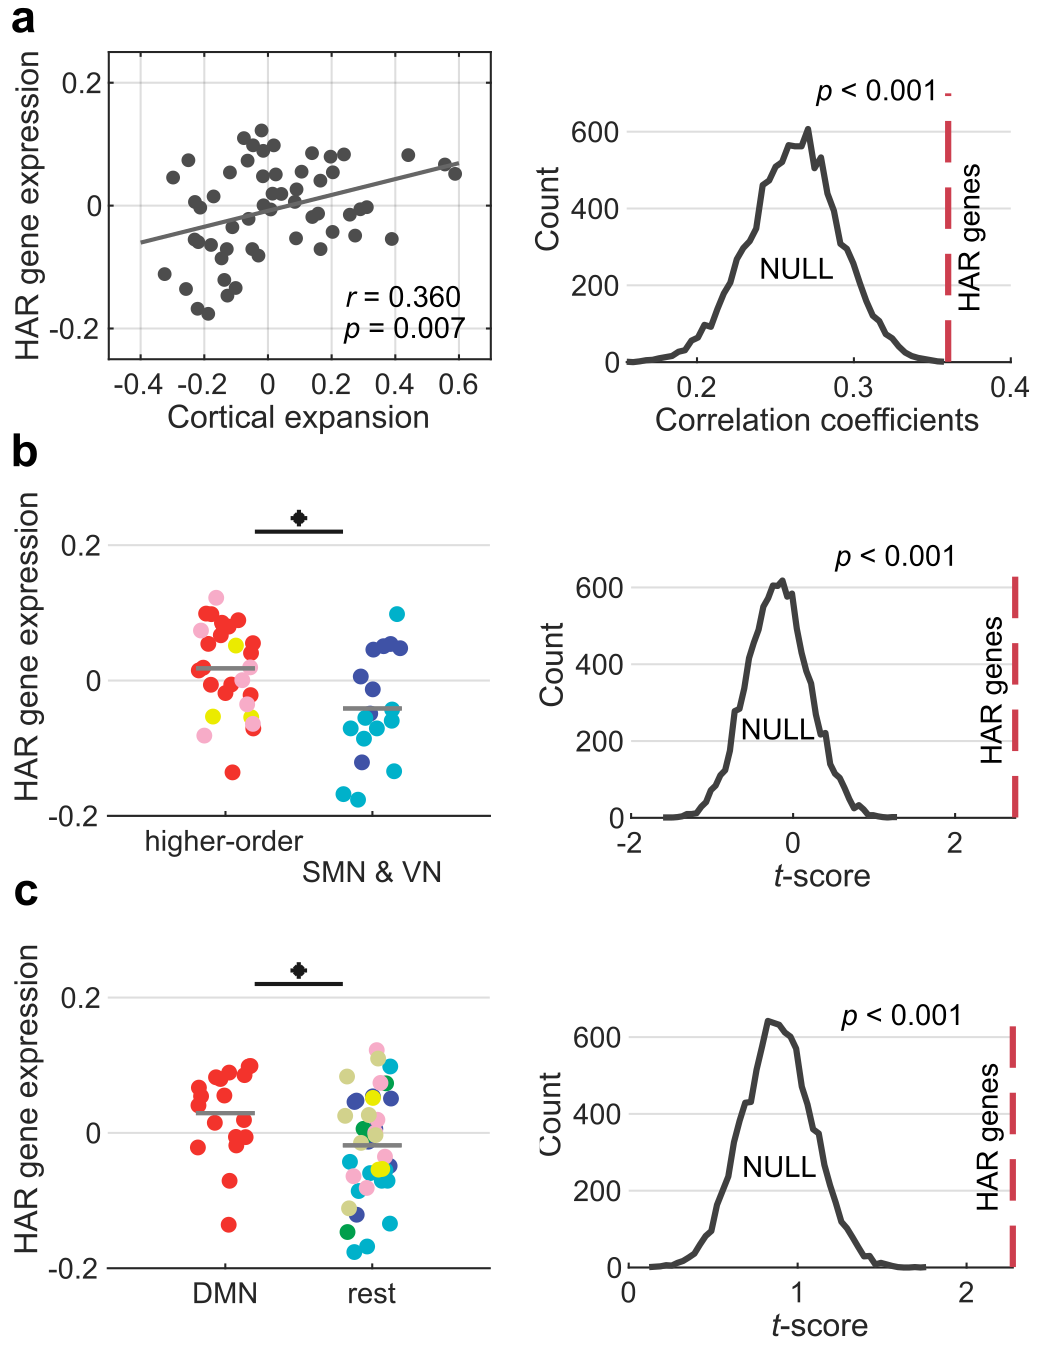 a
HAR gene expression
0.2
0
-0.2
r = 0.360
p = 0.007
-0.4 -0.2 0 0.2 0.4 0.6
Cortical expansion
p < 0.001
Count
600
400
200
0
NULL
HAR genes
0.2 0.3 0.4
Correlation coefficients
b
HAR gene expression
0.2
0
-0.2
higher-order
SMN & VN
p < 0.001
Count
600
400
200
0
NULL
HAR genes
-2 0 2
t-score
c
HAR gene expression
0.2
0
-0.2
DMN rest
p < 0.001
Count
600
400
200
0
NULL
HAR genes
0 1 2
t-score